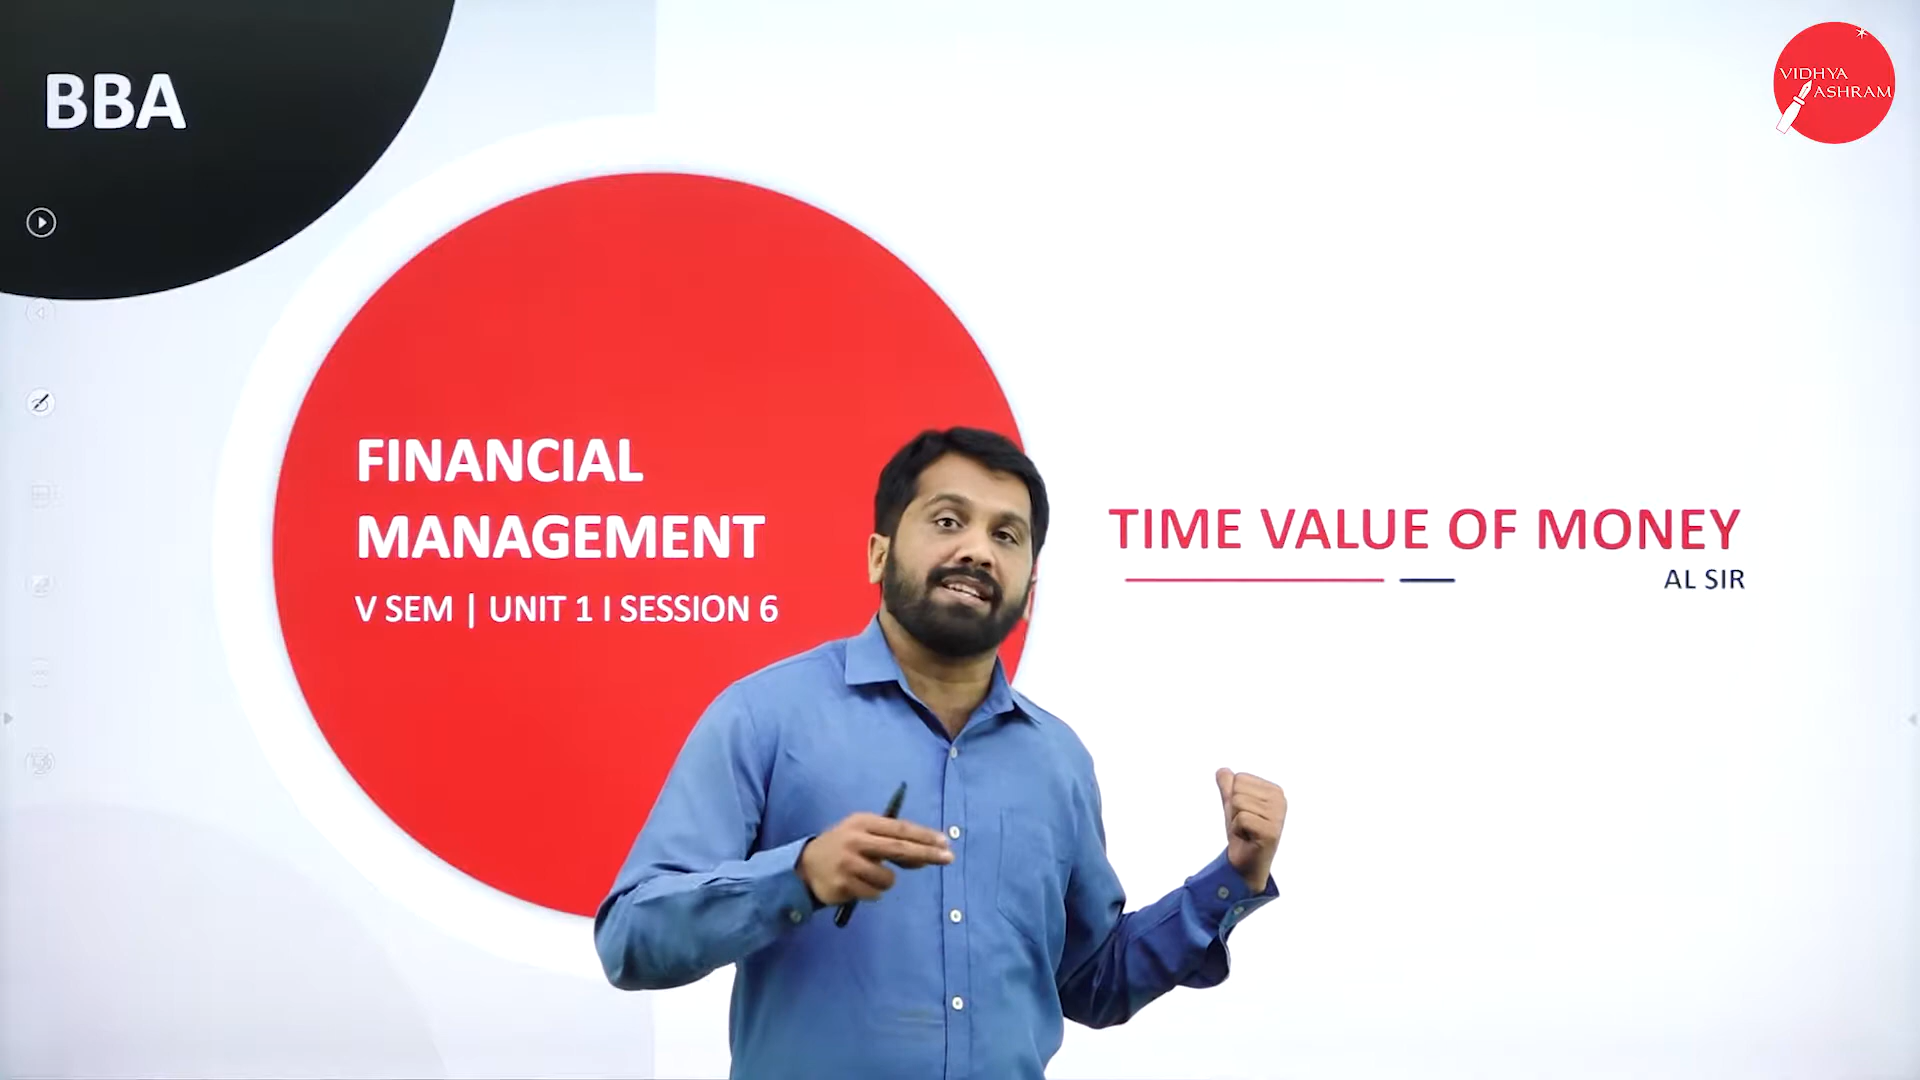 BBA
VIDHYA
ASHRAM
FINANCIAL
MANAGEMENT
V SEM | UNIT 1 I SESSION 6
TIME VALUE OF MONEY
AL SIR